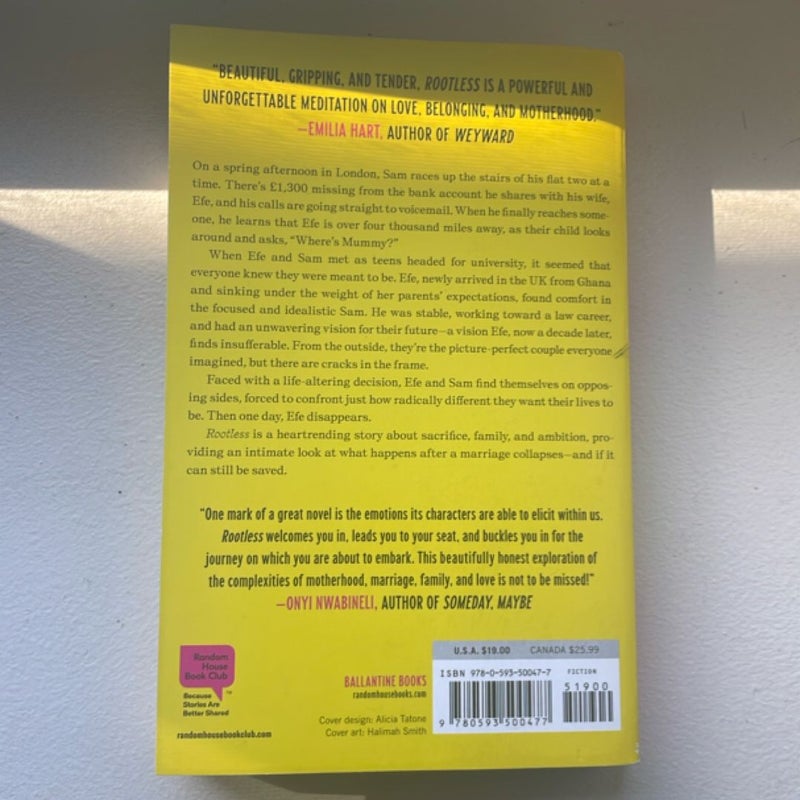 "BEAUTIFUL, GRIPPING, AND TENDER, ROOTLESS IS A POWERFUL AND
UNFORGETTABLE MEDITATION ON LOVE, BELONGING, AND MOTHERHOOD."
—EMILIA HART, AUTHOR OF WEYWARD
On a spring afternoon in London, Sam races up the stairs of his flat two at a
time. There's £1,300 missing from the bank account he shares with his wife,
Efe, and his calls are going straight to voicemail. When he finally reaches some-
one, he learns that Efe is over four thousand miles away, as their child looks
around and asks, "Where's Mummy?"
When Efe and Sam met as teens headed for university, it seemed that
everyone knew they were meant to be. Efe, newly arrived in the UK from Ghana
and sinking under the weight of her parents' expectations, found comfort in
the focused and idealistic Sam. He was stable, working toward a law career,
and had an unwavering vision for their future—a vision Efe, now a decade later,
finds insufferable. From the outside, they're the picture-perfect couple everyone
imagined, but there are cracks in the frame.
Faced with a life-altering decision, Efe and Sam find themselves on oppos-
ing sides, forced to confront just how radically different they want their lives to
be. Then one day, Efe disappears.
Rootless is a heartrending story about sacrifice, family, and ambition, pro-
viding an intimate look at what happens after a marriage collapses—and if it
can still be saved.
"One mark of a great novel is the emotions its characters are able to elicit within us.
Rootless welcomes you in, leads you to your seat, and buckles you in for the
journey on which you are about to embark. This beautifully honest exploration of
the complexities of motherhood, marriage, family, and love is not to be missed!"
—ONYI NWABINELI, AUTHOR OF SOMEDAY, MAYBE
Random
House
Book Club
Because
Stories Are
Better Shared
™
randomhousebookclub.com
BALLANTINE BOOKS
randomhousebooks.com
Cover design: Alicia Tatone
Cover art: Halimah Smith
U.S.A. $19.00 CANADA $25.99
ISBN 978-0-593-50047-7
FICTION
51900
9 780593 500477